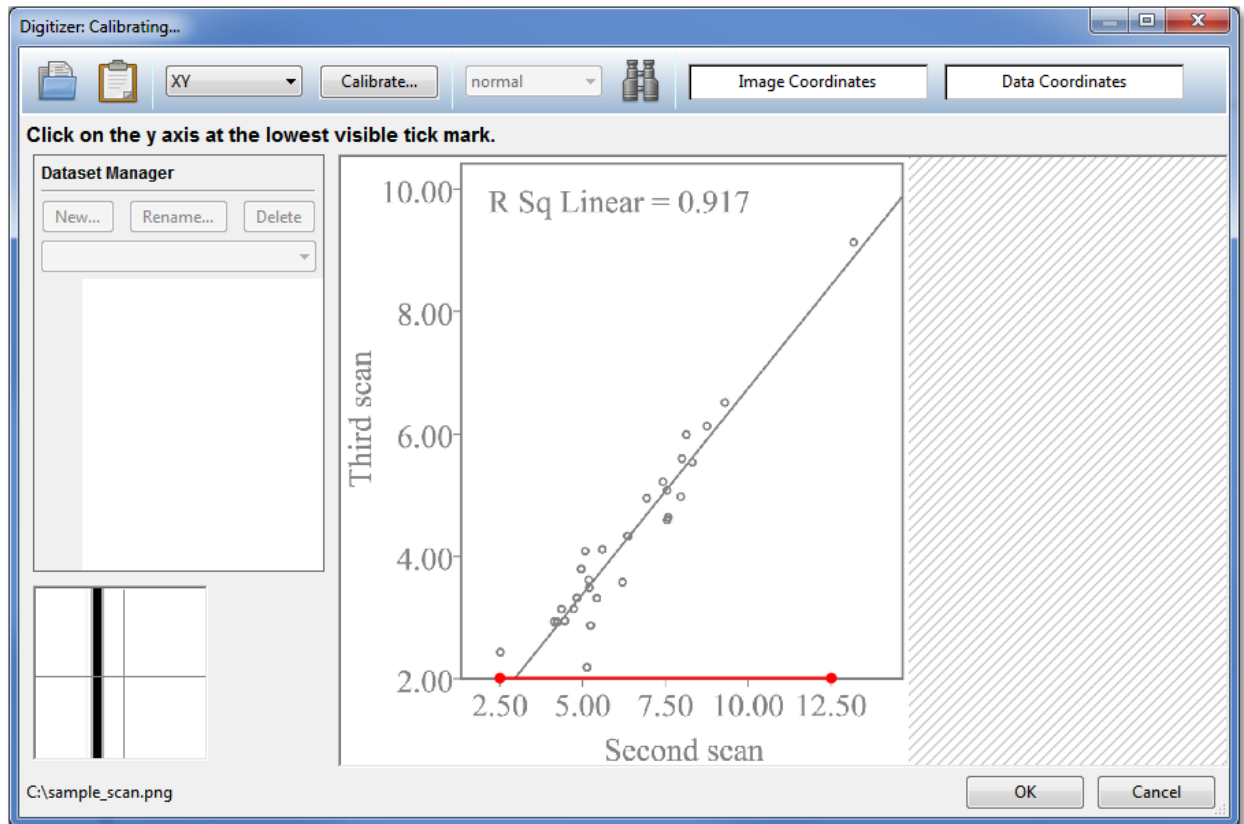 Digitizer: Calibrating...
XY
Calibrate...
normal
Image Coordinates
Data Coordinates
Click on the y axis at the lowest visible tick mark.
Dataset Manager
New...
Rename...
Delete
R Sq Linear = 0.917
10.00
8.00
6.00
4.00
2.00
Third scan
2.50 5.00 7.50 10.00 12.50
Second scan
C:\sample_scan.png
OK
Cancel